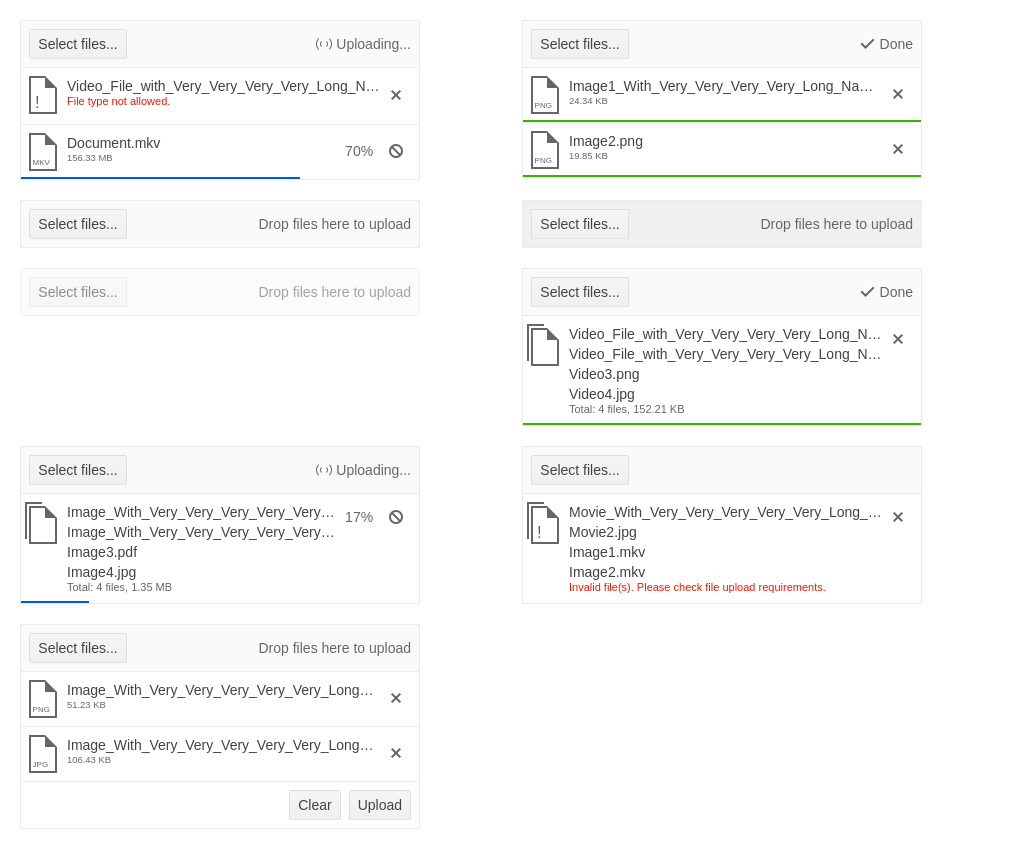 Select files...
Uploading...
!
Video_File_with_Very_Very_Very_Very_Long_N...
File type not allowed.
MKV
Document.mkv
156.33 MB
70%
Select files...
Done
PNG
Image1_With_Very_Very_Very_Very_Long_Na...
24.34 KB
PNG
Image2.png
19.85 KB
Select files...
Drop files here to upload
Select files...
Drop files here to upload
Select files...
Drop files here to upload
Select files...
Done
Video_File_with_Very_Very_Very_Very_Long_N...
Video_File_with_Very_Very_Very_Very_Long_N...
Video3.png
Video4.jpg
Total: 4 files, 152.21 KB
Select files...
Uploading...
Image_With_Very_Very_Very_Very_Very...
17%
Image_With_Very_Very_Very_Very_Very...
Image3.pdf
Image4.jpg
Total: 4 files, 1.35 MB
Select files...
!
Movie_With_Very_Very_Very_Very_Very_Long_...
Movie2.jpg
Image1.mkv
Image2.mkv
Invalid file(s). Please check file upload requirements.
Select files...
Drop files here to upload
PNG
Image_With_Very_Very_Very_Very_Very_Long...
51.23 KB
JPG
Image_With_Very_Very_Very_Very_Very_Long...
106.43 KB
Clear
Upload